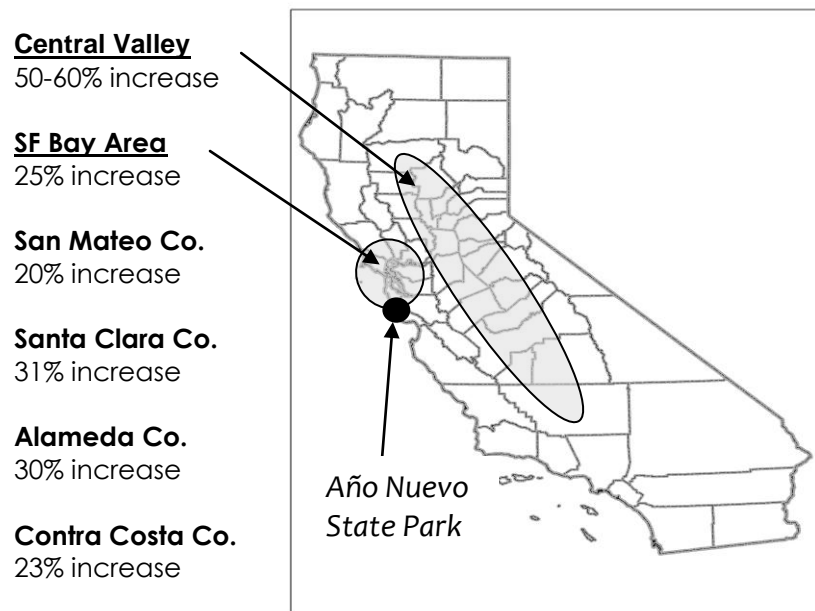 Central Valley
50-60% increase
SF Bay Area
25% increase
San Mateo Co.
20% increase
Santa Clara Co.
31% increase
Alameda Co.
30% increase
Contra Costa Co.
23% increase
Año Nuevo
State Park